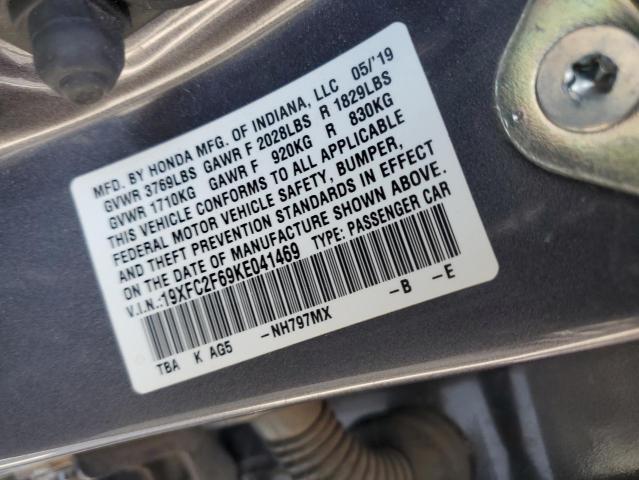 MFD. BY HONDA MFG. OF INDIANA, LLC 05/'19
GVWR 3769LBS GAWR F 2028LBS R 1829LBS
GVWR 1710KG GAWR F 920KG R 830KG
THIS VEHICLE CONFORMS TO ALL APPLICABLE
FEDERAL MOTOR VEHICLE SAFETY, BUMPER,
AND THEFT PREVENTION STANDARDS IN EFFECT
ON THE DATE OF MANUFACTURE SHOWN ABOVE.
V.I.N.:19XFC2F69KE041469 TYPE: PASSENGER CAR
TBA K AG5 -NH797MX -B -E